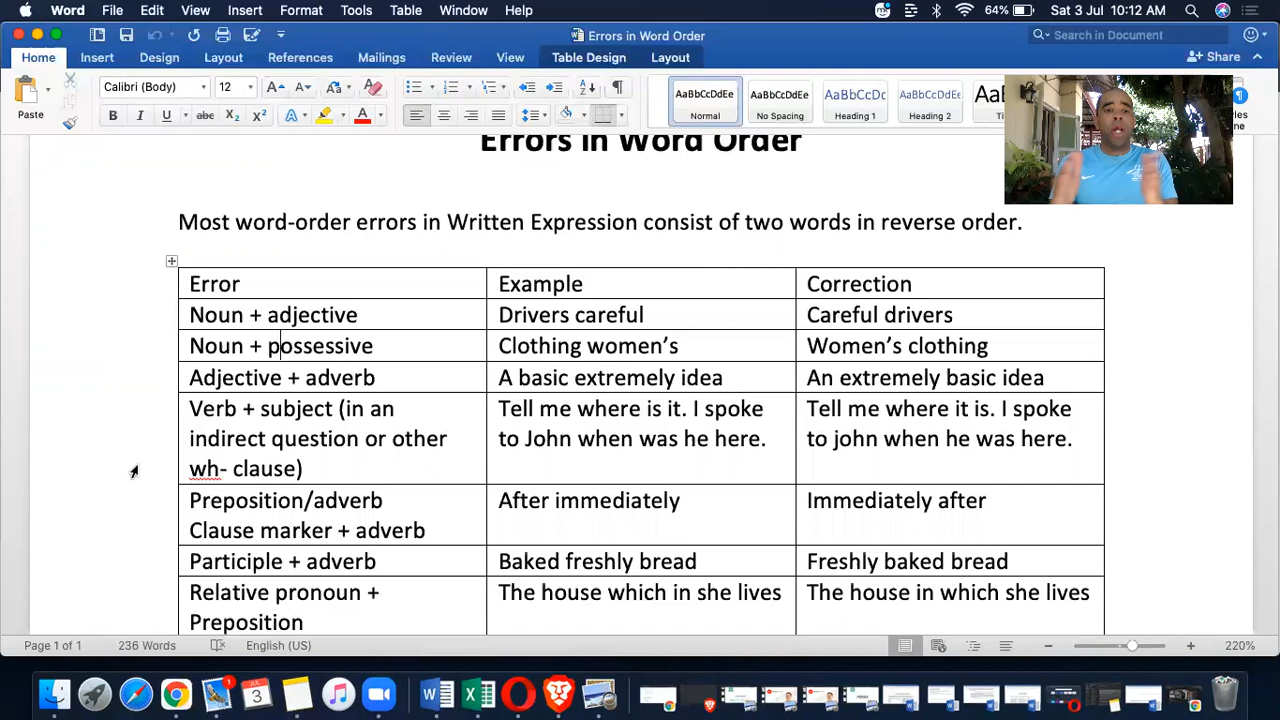 Word File Edit View Insert Format Tools Table Window Help 64% Sat 3 Jul 10:12 AM
Errors in Word Order Search in Document
Home Insert Design Layout References Mailings Review View Table Design Layout Share
Calibri (Body) 12 AaBbCcDdEe AaBbCcDdEe AaBbCcDc AaBbCcDdEe
Paste B I U abc X2 X2 A A Normal No Spacing Heading 1 Heading 2
Errors in Word Order
Most word-order errors in Written Expression consist of two words in reverse order.
Error Example Correction
Noun + adjective Drivers careful Careful drivers
Noun + possessive Clothing women's Women's clothing
Adjective + adverb A basic extremely idea An extremely basic idea
Verb + subject (in an Tell me where is it. I spoke Tell me where it is. I spoke
indirect question or other to John when was he here. to john when he was here.
wh- clause)
Preposition/adverb After immediately Immediately after
Clause marker + adverb
Participle + adverb Baked freshly bread Freshly baked bread
Relative pronoun + The house which in she lives The house in which she lives
Preposition
Page 1 of 1 236 Words English (US) 220%